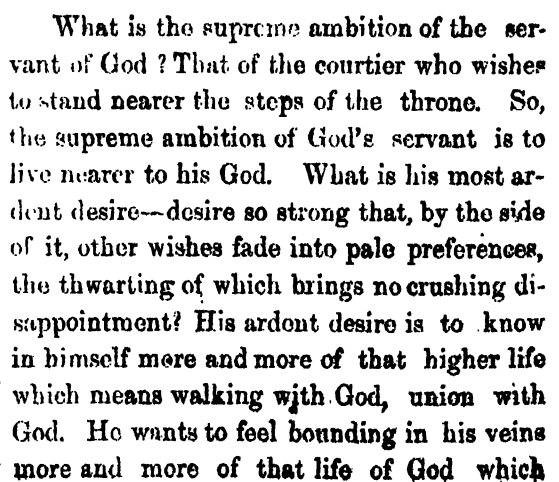 What is the supreme ambition of the ser-
vant of God ? That of the courtier who wishes
to stand nearer the steps of the throne. So,
the supreme ambition of God's servant is to
live nearer to his God. What is his most ar-
dent desire—desire so strong that, by the side
of it, other wishes fade into pale preferences,
the thwarting of which brings no crushing di-
sappointment? His ardent desire is to know
in himself more and more of that higher life
which means walking with God, union with
God. He wants to feel bounding in his veins
more and more of that life of God which